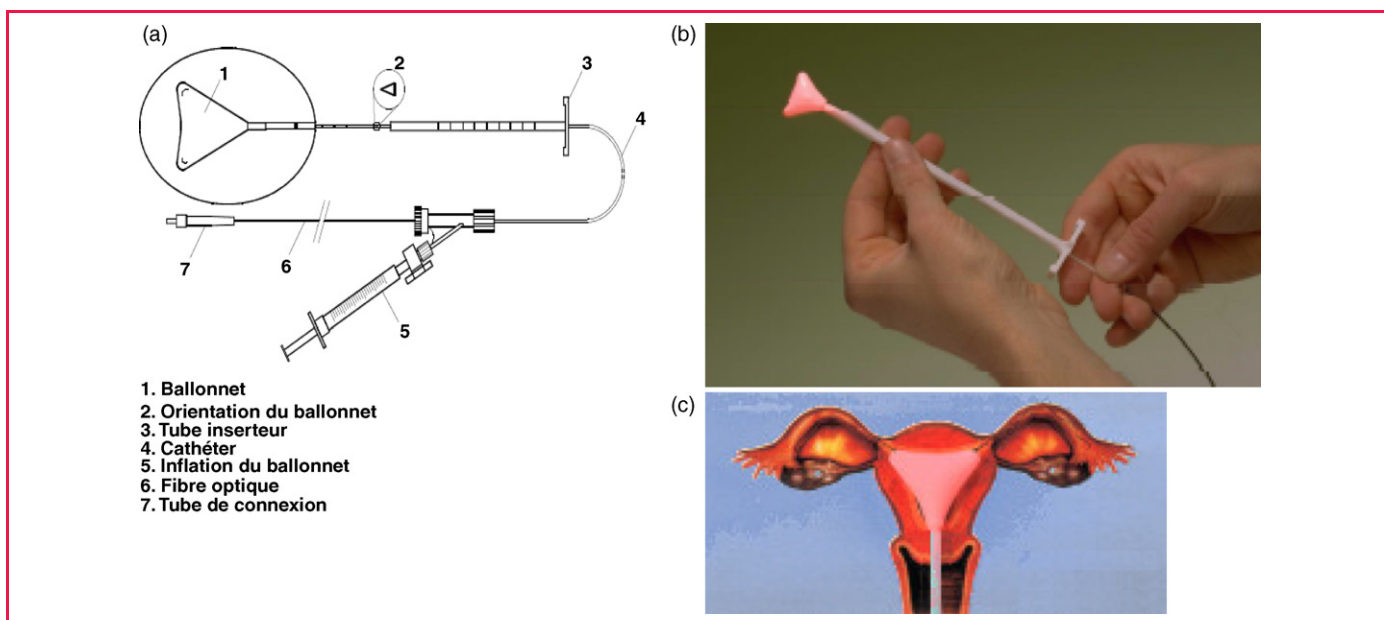 (a)
1
2
3
4
5
6
7
1. Ballonnet
2. Orientation du ballonnet
3. Tube inserteur
4. Cathéter
5. Inflation du ballonnet
6. Fibre optique
7. Tube de connexion
(b)
(c)